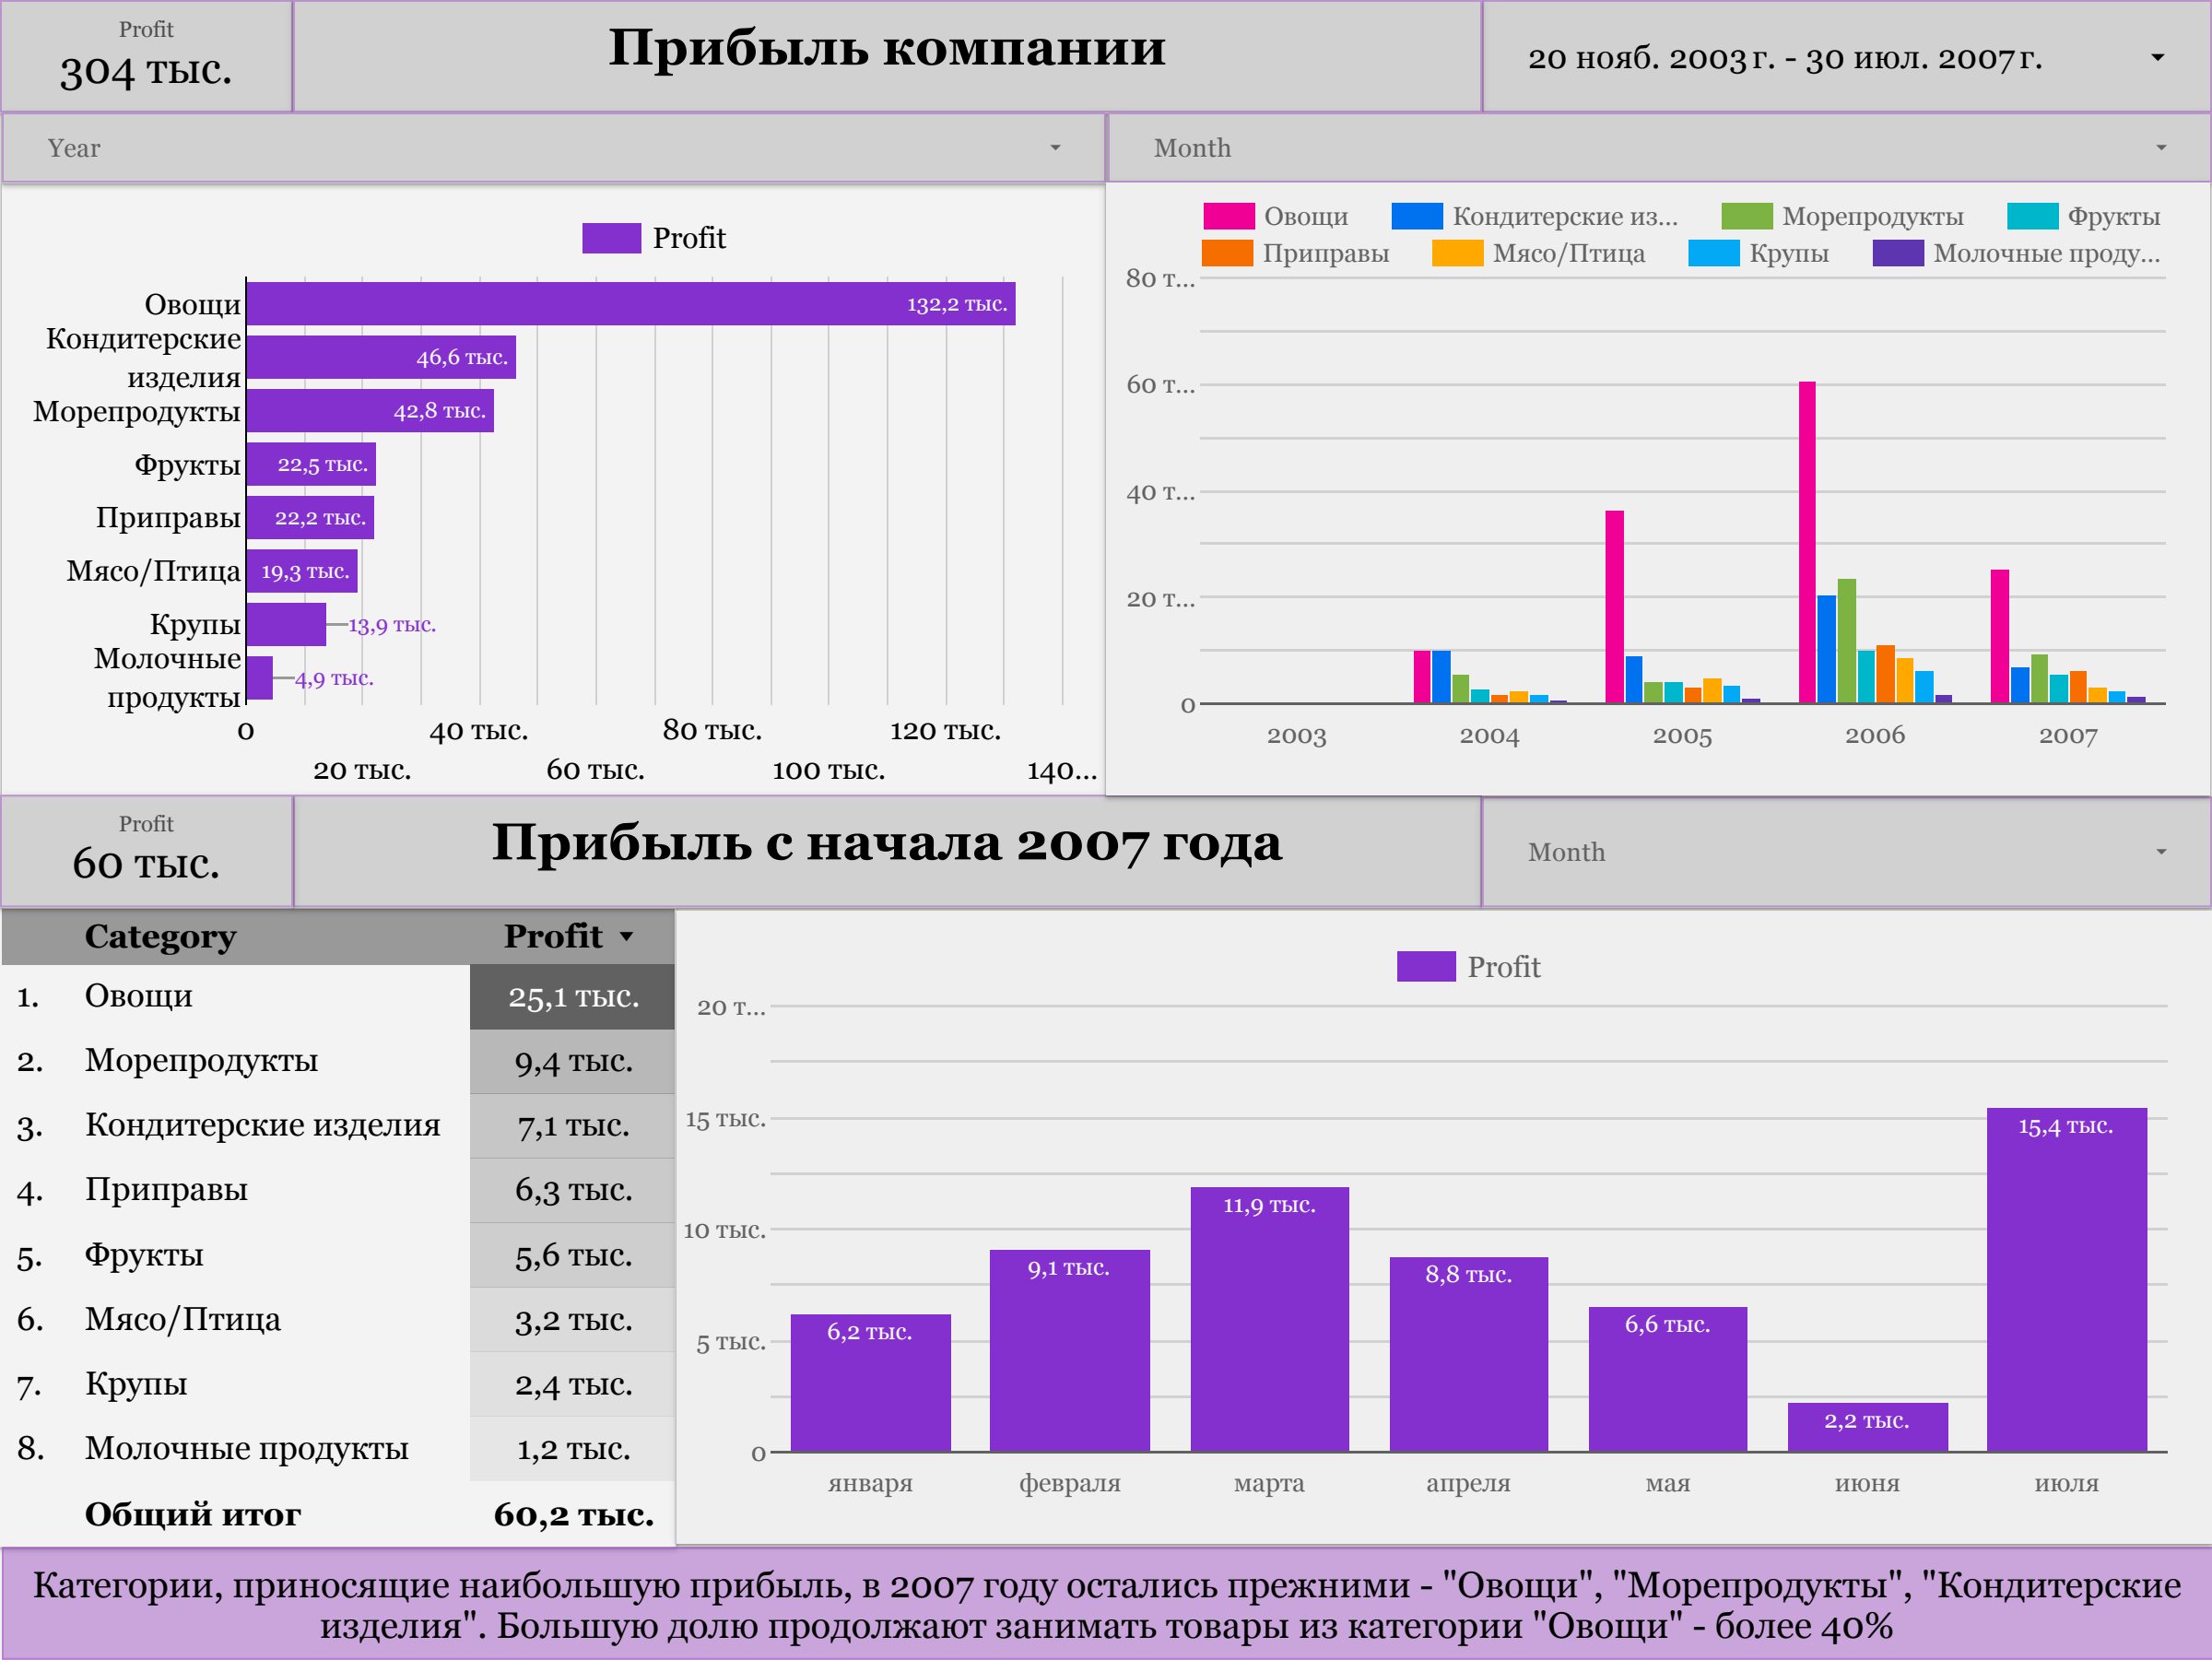 Profit
304 тыс.
Прибыль компании
20 нояб. 2003 г. - 30 июл. 2007 г.
Year
Month
Profit
Овощи
132,2 тыс.
Кондитерские
изделия
46,6 тыс.
Морепродукты
42,8 тыс.
Фрукты
22,5 тыс.
Приправы
22,2 тыс.
Мясо/Птица
19,3 тыс.
Крупы
13,9 тыс.
Молочные
продукты
4,9 тыс.
0
40 тыс.
80 тыс.
120 тыс.
20 тыс.
60 тыс.
100 тыс.
140...
Овощи
Кондитерские из...
Морепродукты
Фрукты
Приправы
Мясо/Птица
Крупы
Молочные проду...
80 т...
60 т...
40 т...
20 т...
0
2003
2004
2005
2006
2007
Profit
60 тыс.
Прибыль с начала 2007 года
Month
Category Profit
1. Овощи 25,1 тыс.
2. Морепродукты 9,4 тыс.
3. Кондитерские изделия 7,1 тыс.
4. Приправы 6,3 тыс.
5. Фрукты 5,6 тыс.
6. Мясо/Птица 3,2 тыс.
7. Крупы 2,4 тыс.
8. Молочные продукты 1,2 тыс.
Общий итог 60,2 тыс.
Profit
20 т...
15 тыс.
10 тыс.
5 тыс.
0
6,2 тыс.
9,1 тыс.
11,9 тыс.
8,8 тыс.
6,6 тыс.
2,2 тыс.
15,4 тыс.
января
февраля
марта
апреля
мая
июня
июля
Категории, приносящие наибольшую прибыль, в 2007 году остались прежними - "Овощи", "Морепродукты", "Кондитерские
изделия". Большую долю продолжают занимать товары из категории "Овощи" - более 40%